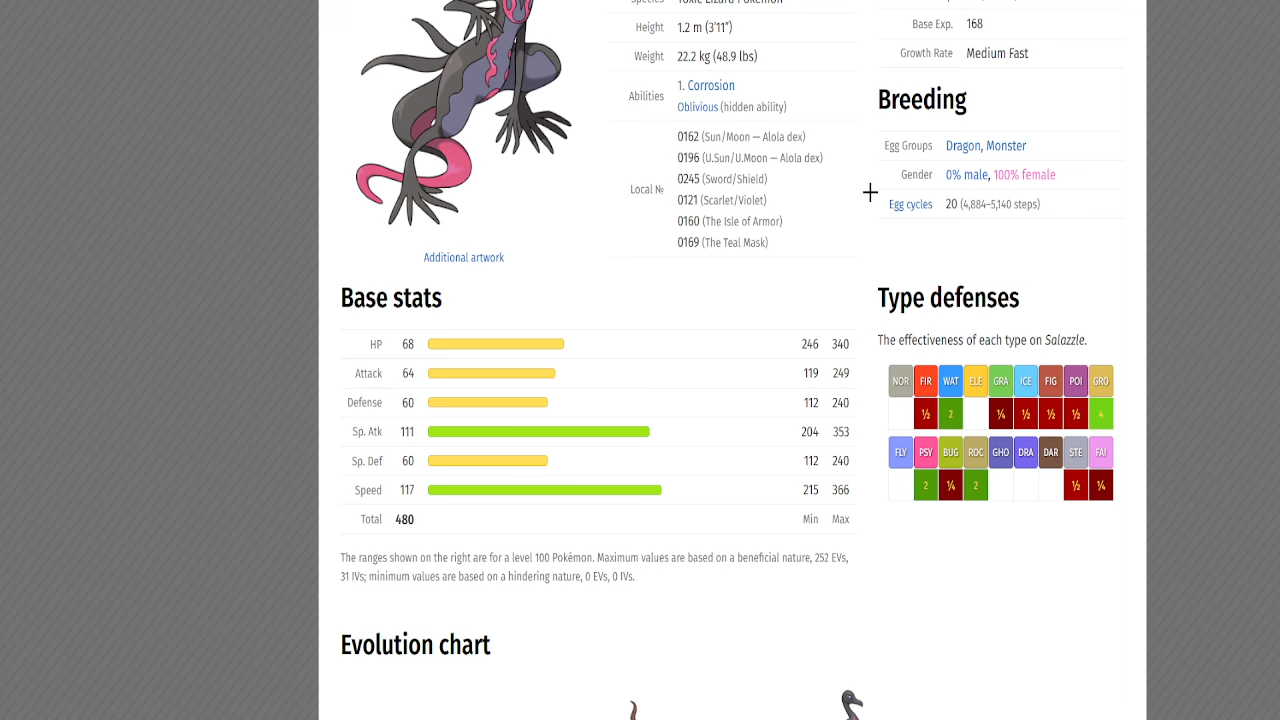 Species Toxic Lizard Pokémon
Height 1.2 m (3′11″)
Weight 22.2 kg (48.9 lbs)
Abilities 1. Corrosion
Oblivious (hidden ability)
Local № 0162 (Sun/Moon — Alola dex)
0196 (U.Sun/U.Moon — Alola dex)
0245 (Sword/Shield)
0121 (Scarlet/Violet)
0160 (The Isle of Armor)
0169 (The Teal Mask)
Additional artwork
Base Exp. 168
Growth Rate Medium Fast
Breeding
Egg Groups Dragon, Monster
Gender 0% male, 100% female
Egg cycles 20 (4,884–5,140 steps)
Base stats
HP 68 246 340
Attack 64 119 249
Defense 60 112 240
Sp. Atk 111 204 353
Sp. Def 60 112 240
Speed 117 215 366
Total 480 Min Max
The ranges shown on the right are for a level 100 Pokémon. Maximum values are based on a beneficial nature, 252 EVs,
31 IVs; minimum values are based on a hindering nature, 0 EVs, 0 IVs.
Type defenses
The effectiveness of each type on Salazzle.
NOR FIR WAT ELE GRA ICE FIG POI GRO
½ 2 ¼ ½ ½ ½ 4
FLY PSY BUG ROC GHO DRA DAR STE FAI
2 ¼ 2 ½ ¼
Evolution chart